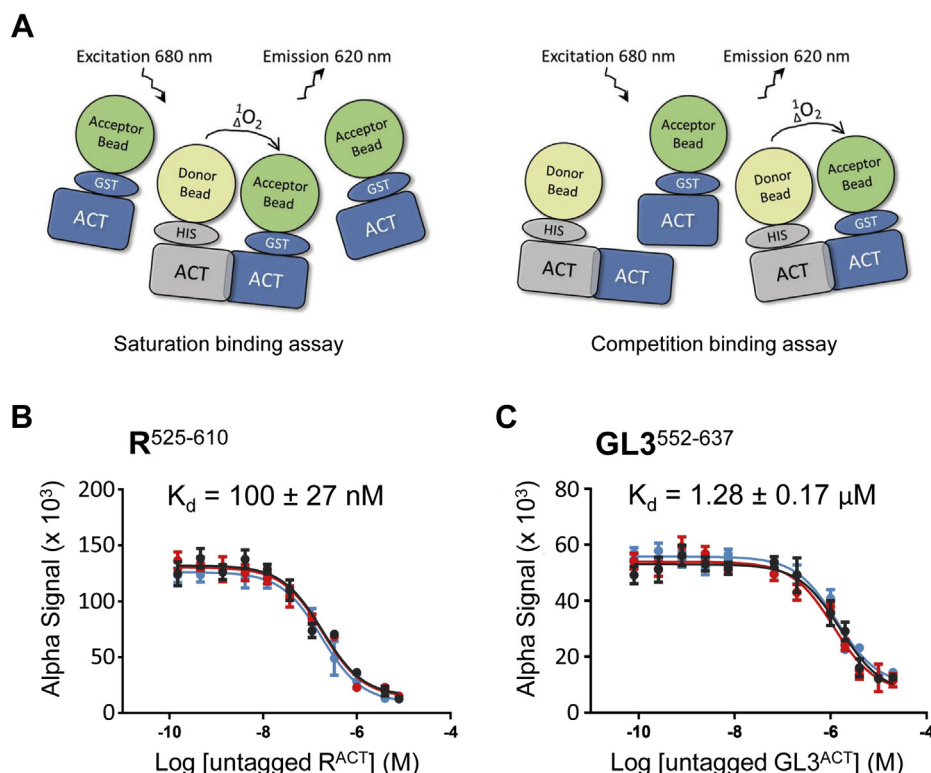 A
Excitation 680 nm
Emission 620 nm
Acceptor
Bead
GST
ACT
Donor
Bead
HIS
ACT
1
ΔO2
Acceptor
Bead
GST
ACT
Acceptor
Bead
GST
ACT
Saturation binding assay
Excitation 680 nm
Emission 620 nm
Donor
Bead
HIS
ACT
ACT
Acceptor
Bead
GST
ACT
Donor
Bead
HIS
ACT
1
ΔO2
Acceptor
Bead
GST
ACT
Competition binding assay
B
R525-610
Kd = 100 ± 27 nM
Alpha Signal (x 10³)
200
150
100
50
0
-10
-8
-6
-4
Log [untagged RACT] (M)
C
GL3552-637
Kd = 1.28 ± 0.17 µM
Alpha Signal (x 10³)
80
60
40
20
0
-10
-8
-6
-4
Log [untagged GL3ACT] (M)